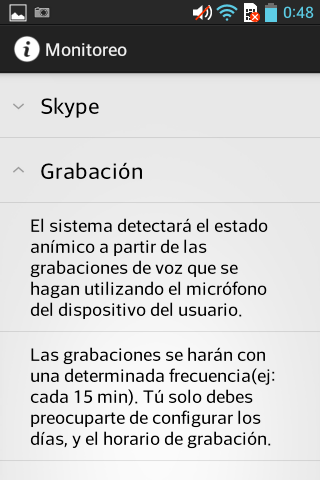 0:48
Monitoreo
Skype
Grabación
El sistema detectará el estado
anímico a partir de las
grabaciones de voz que se
hagan utilizando el micrófono
del dispositivo del usuario.
Las grabaciones se harán con
una determinada frecuencia(ej:
cada 15 min). Tú solo debes
preocuparte de configurar los
días, y el horario de grabación.